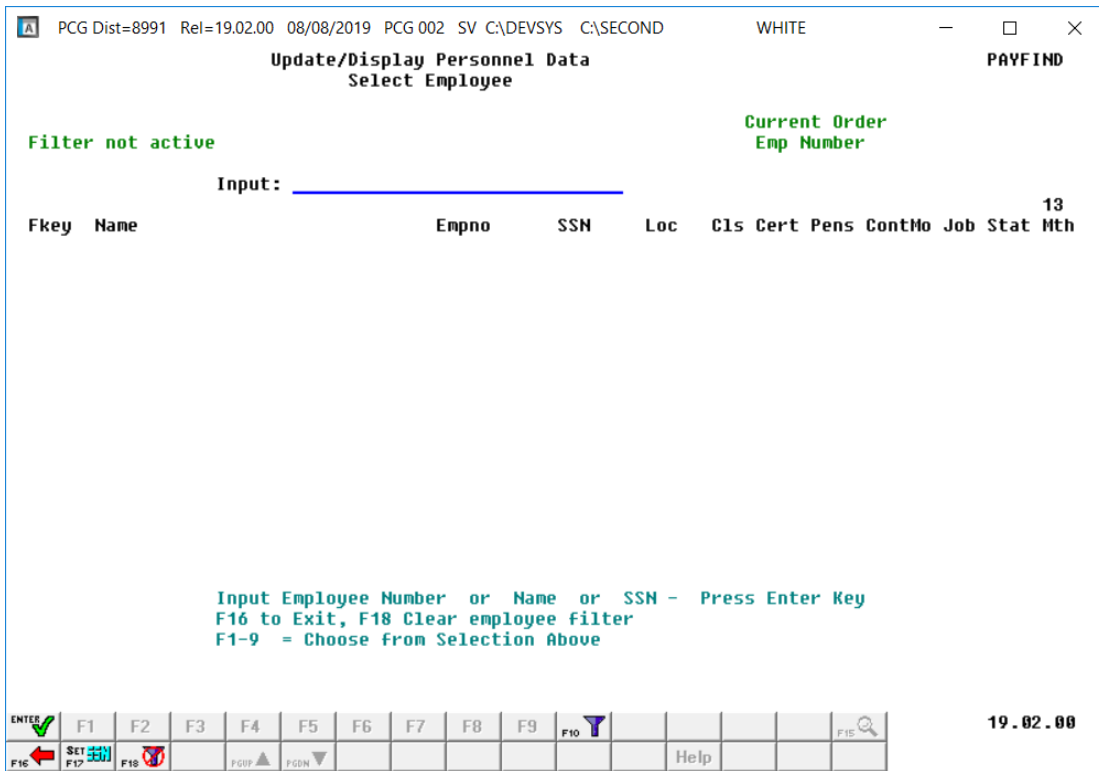 PCG Dist=8991 Rel=19.02.00 08/08/2019 PCG 002 SV C:\DEVSYS C:\SECOND WHITE
Update/Display Personnel Data PAYFIND
Select Employee
Current Order
Filter not active Emp Number
Input:
13
Fkey Name Empno SSN Loc Cls Cert Pens ContMo Job Stat Mth
Input Employee Number or Name or SSN - Press Enter Key
F16 to Exit, F18 Clear employee filter
F1-9 = Choose from Selection Above
ENTER F1 F2 F3 F4 F5 F6 F7 F8 F9 F10 F15 19.02.00
F16 SET F17 F18 PGUP PGDN Help